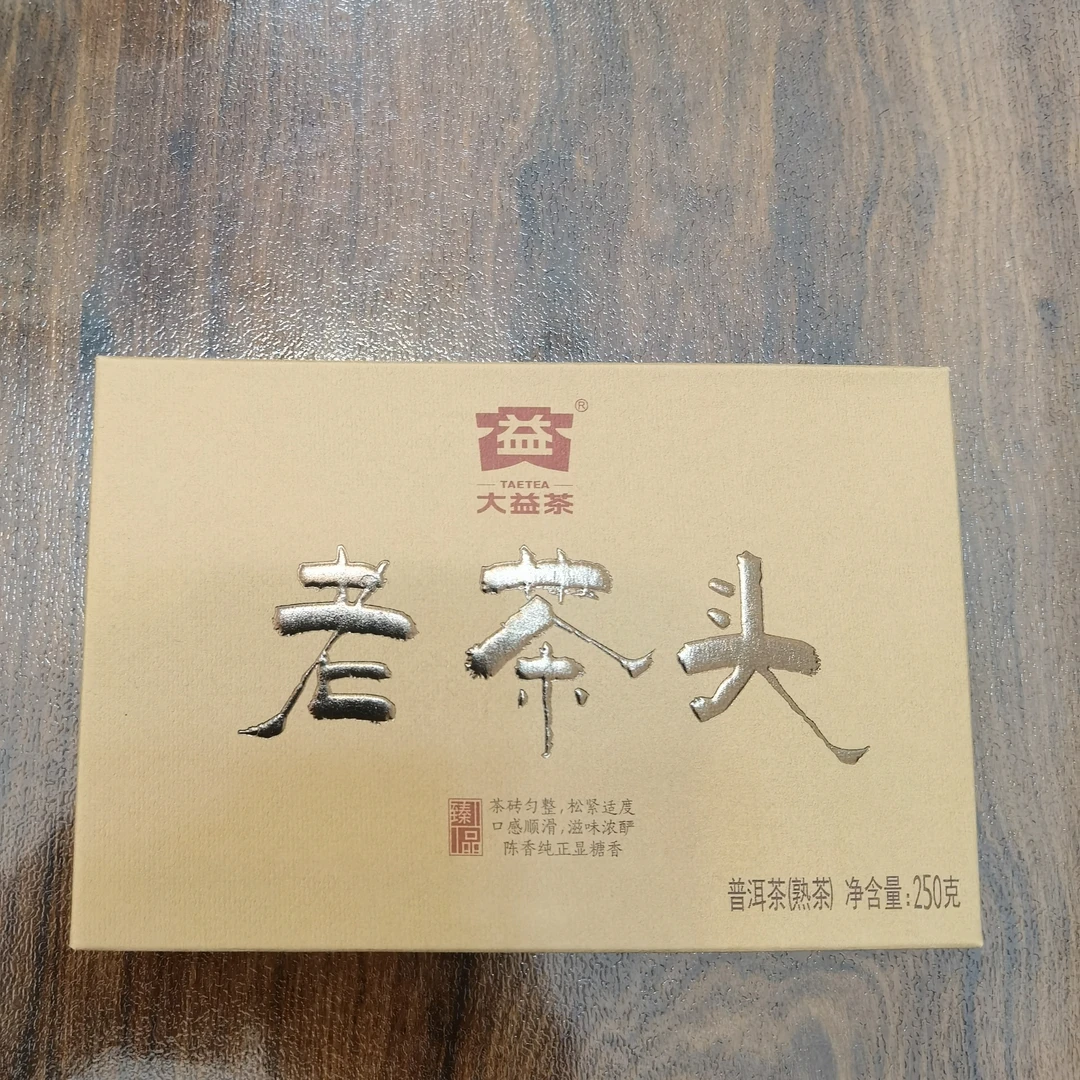 益®
TAETEA
大益茶
老茶头
臻品
茶砖匀整,松紧适度
口感顺滑,滋味浓酽
陈香纯正显糖香
普洱茶(熟茶) 净含量:250克